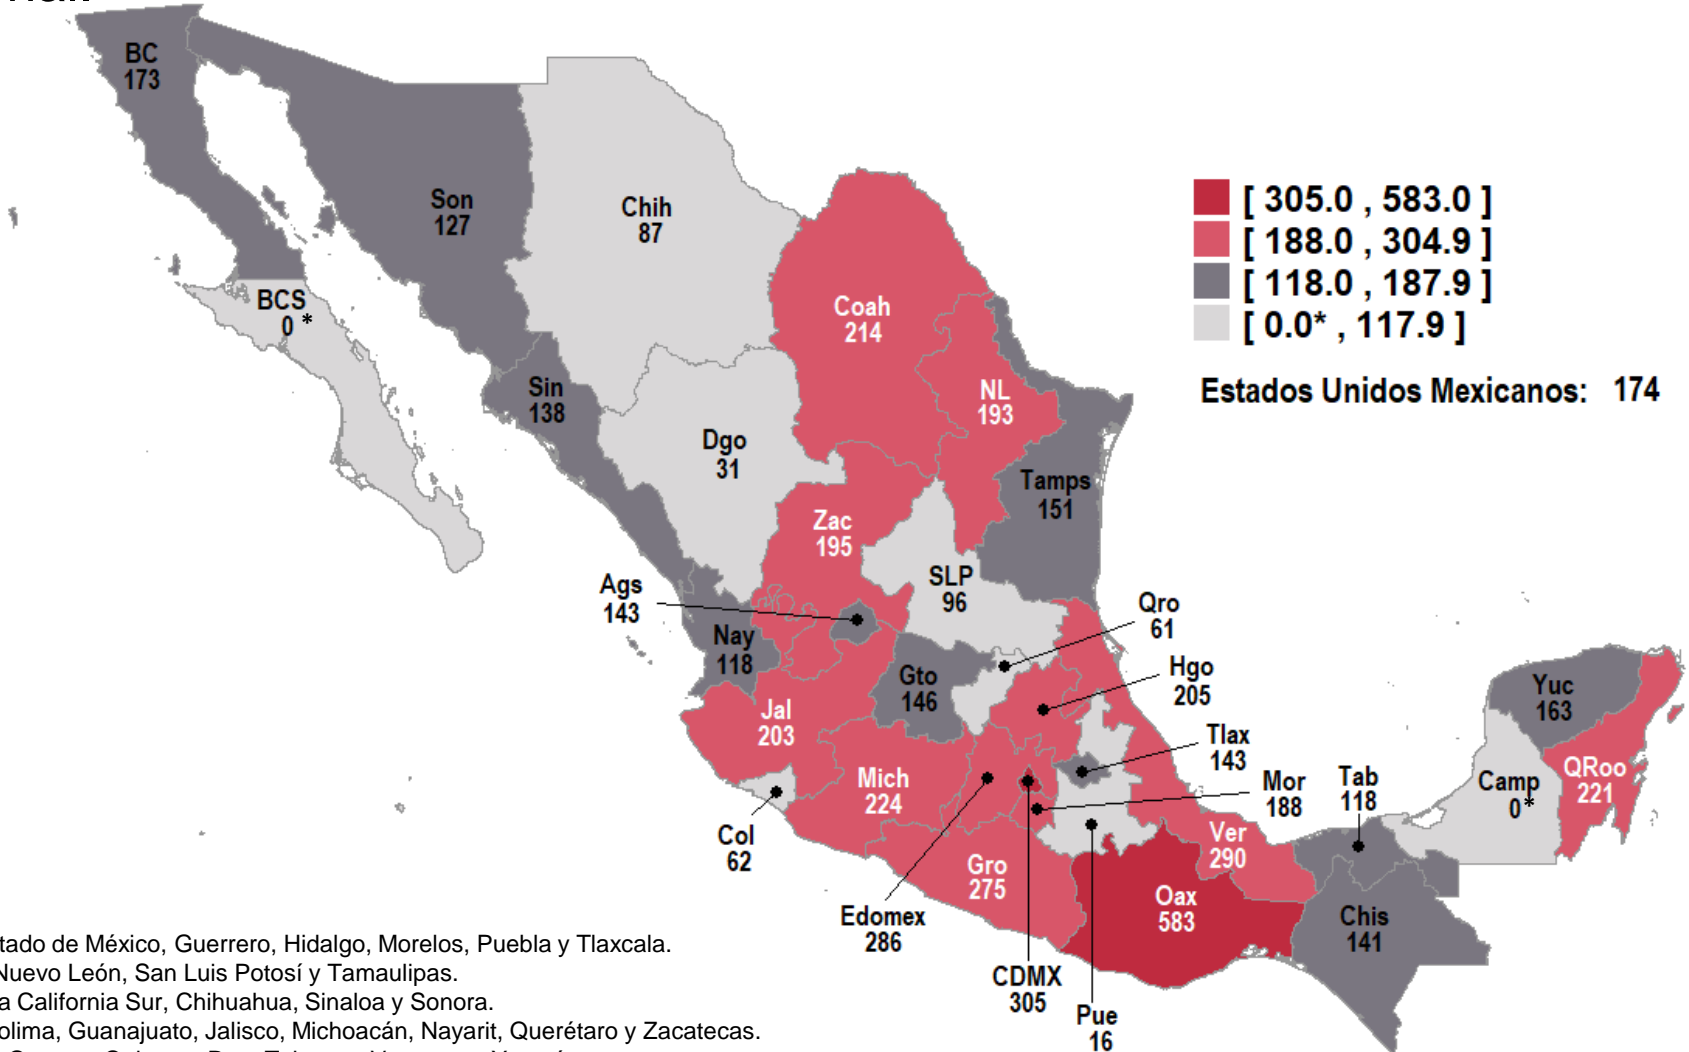 BC
173
Son
127
Chih
87
BCS
0 *
Coah
214
NL
193
Sin
138
Dgo
31
Tamps
151
Zac
195
SLP
96
Ags
143
Nay
118
Gto
146
Qro
61
Hgo
205
Jal
203
Tlax
143
Mor
188
Tab
118
Mich
224
Col
62
Gro
275
Edomex
286
CDMX
305
Pue
16
Oax
583
Ver
290
Chis
141
Camp
0*
Yuc
163
QRoo
221
[ 305.0 , 583.0 ]
[ 188.0 , 304.9 ]
[ 118.0 , 187.9 ]
[ 0.0* , 117.9 ]
Estados Unidos Mexicanos: 174
tado de México, Guerrero, Hidalgo, Morelos, Puebla y Tlaxcala.
Nuevo León, San Luis Potosí y Tamaulipas.
a California Sur, Chihuahua, Sinaloa y Sonora.
olima, Guanajuato, Jalisco, Michoacán, Nayarit, Querétaro y Zacatecas.